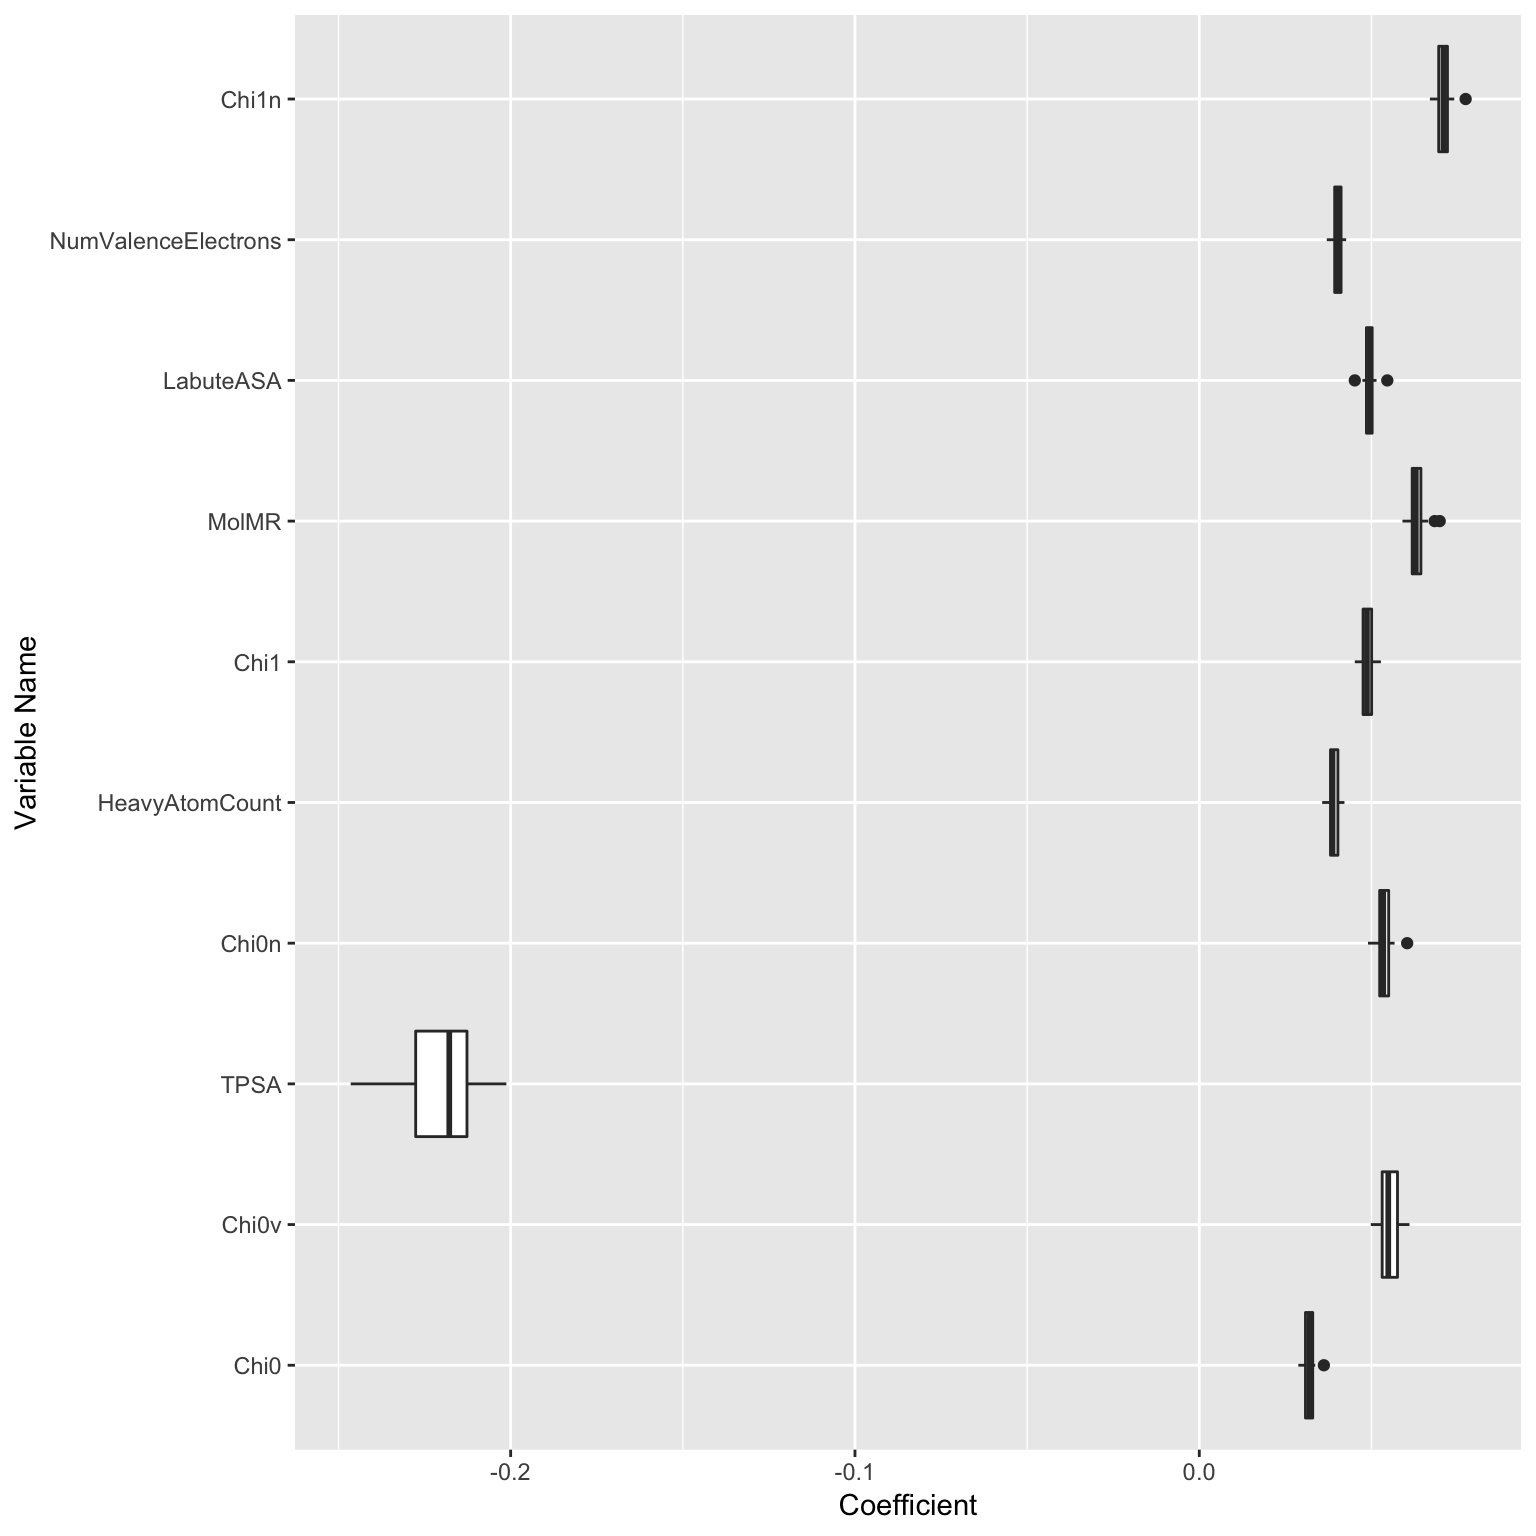 Chi1n
NumValenceElectrons
LabuteASA
MolMR
Chi1
HeavyAtomCount
Chi0n
TPSA
Chi0v
Chi0
Variable Name
-0.2 -0.1 0.0
Coefficient